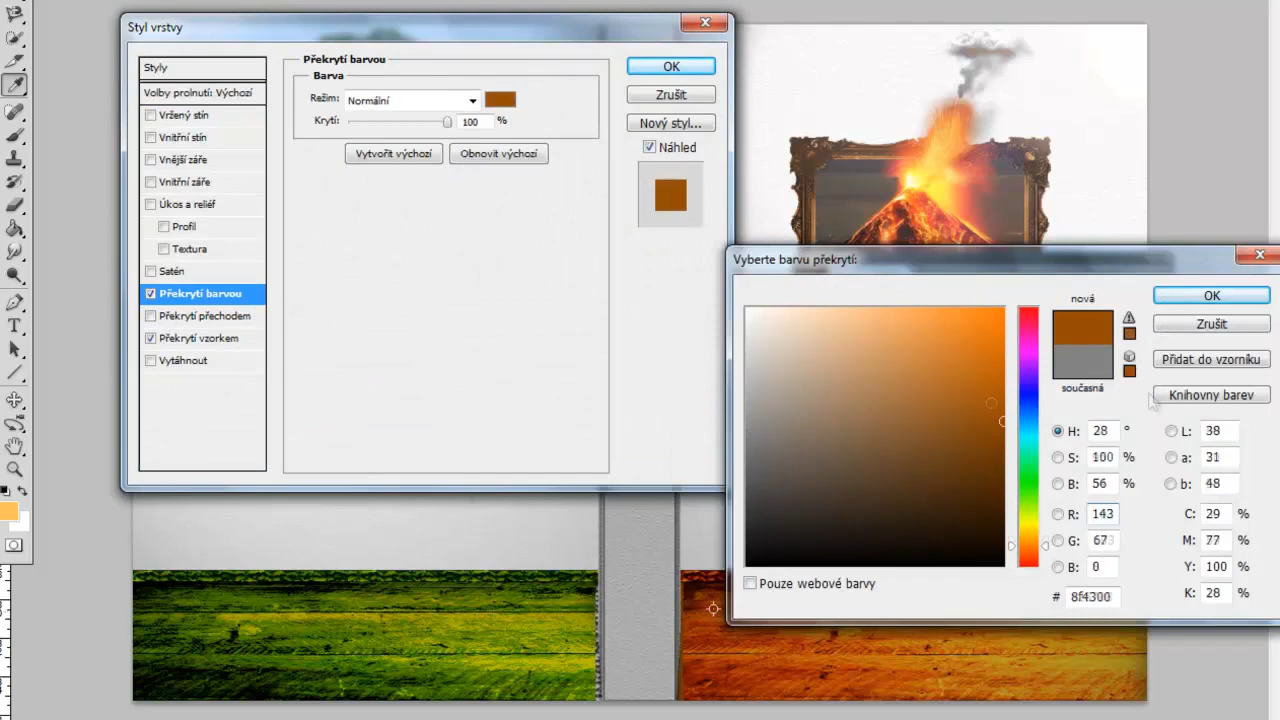 Styl vrstvy
Styly
Volby prolnutí: Výchozí
Vržený stín
Vnitřní stín
Vnější záře
Vnitřní záře
Úkos a reliéf
Profil
Textura
Satén
Překrytí barvou
Překrytí přechodem
Překrytí vzorkem
Vytáhnout
Překrytí barvou
Barva
Režim: Normální
Krytí: 100 %
Vytvořit výchozí Obnovit výchozí
OK
Zrušit
Nový styl...
Náhled
Vyberte barvu překrytí:
nová
současná
OK
Zrušit
Přidat do vzorníku
Knihovny barev
H: 28 °
S: 100 %
B: 56 %
R: 143
G: 67
B: 0
# 8f4300
L: 38
a: 31
b: 48
C: 29 %
M: 77 %
Y: 100 %
K: 28 %
Pouze webové barvy